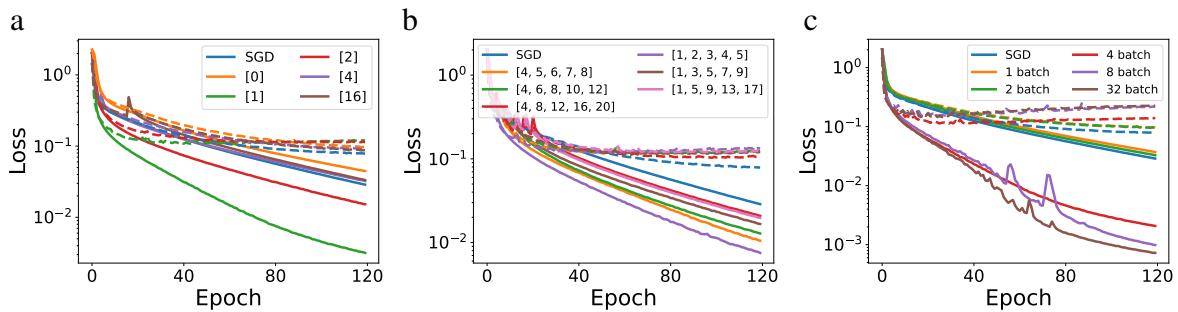 a
Loss
10⁰
10⁻¹
10⁻²
SGD
[0]
[1]
[2]
[4]
[16]
0
40
80
120
Epoch
b
Loss
10⁰
10⁻¹
10⁻²
SGD
[4, 5, 6, 7, 8]
[4, 6, 8, 10, 12]
[4, 8, 12, 16, 20]
[1, 2, 3, 4, 5]
[1, 3, 5, 7, 9]
[1, 5, 9, 13, 17]
0
40
80
120
Epoch
c
Loss
10⁰
10⁻¹
10⁻²
10⁻³
SGD
1 batch
2 batch
4 batch
8 batch
32 batch
0
40
80
120
Epoch